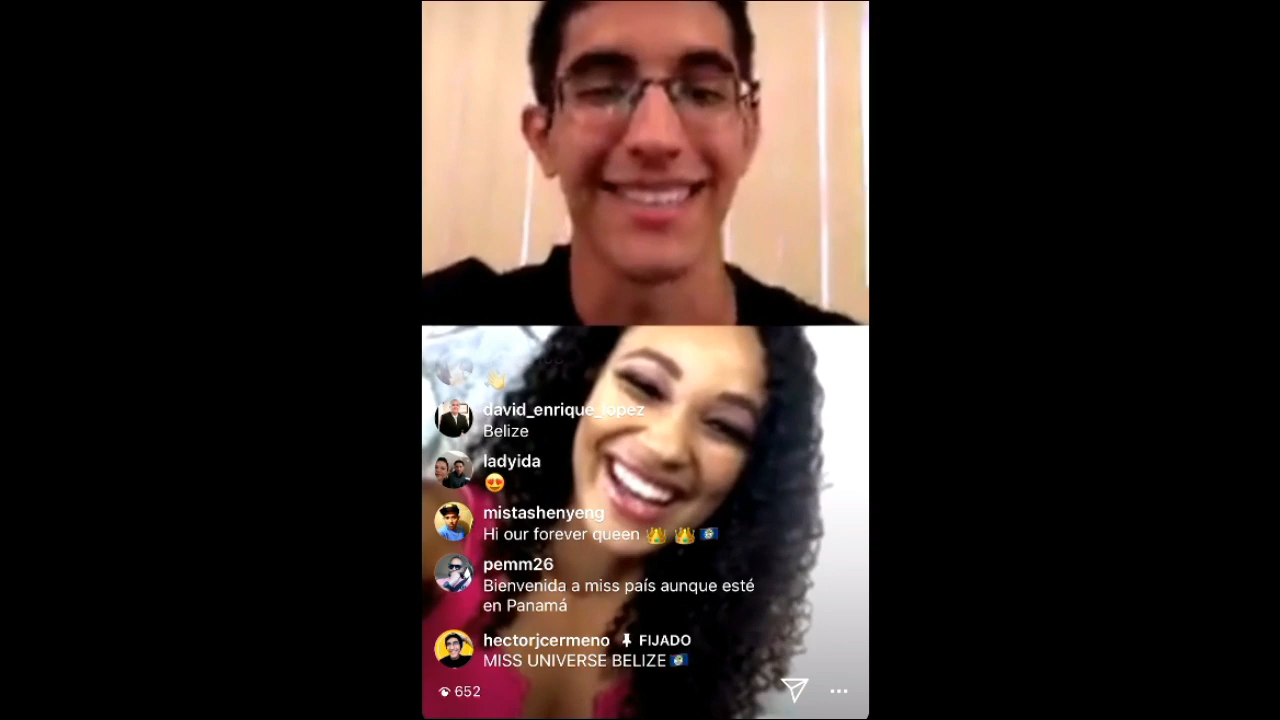 david_enrique_lopez
Belize
ladyida
😍
mistashenyeng
Hi our forever queen 👑 👑 🇧🇿
pemm26
Bienvenida a miss país aunque esté
en Panamá
hectorjcermeno 📌 FIJADO
MISS UNIVERSE BELIZE 🇧🇿
652